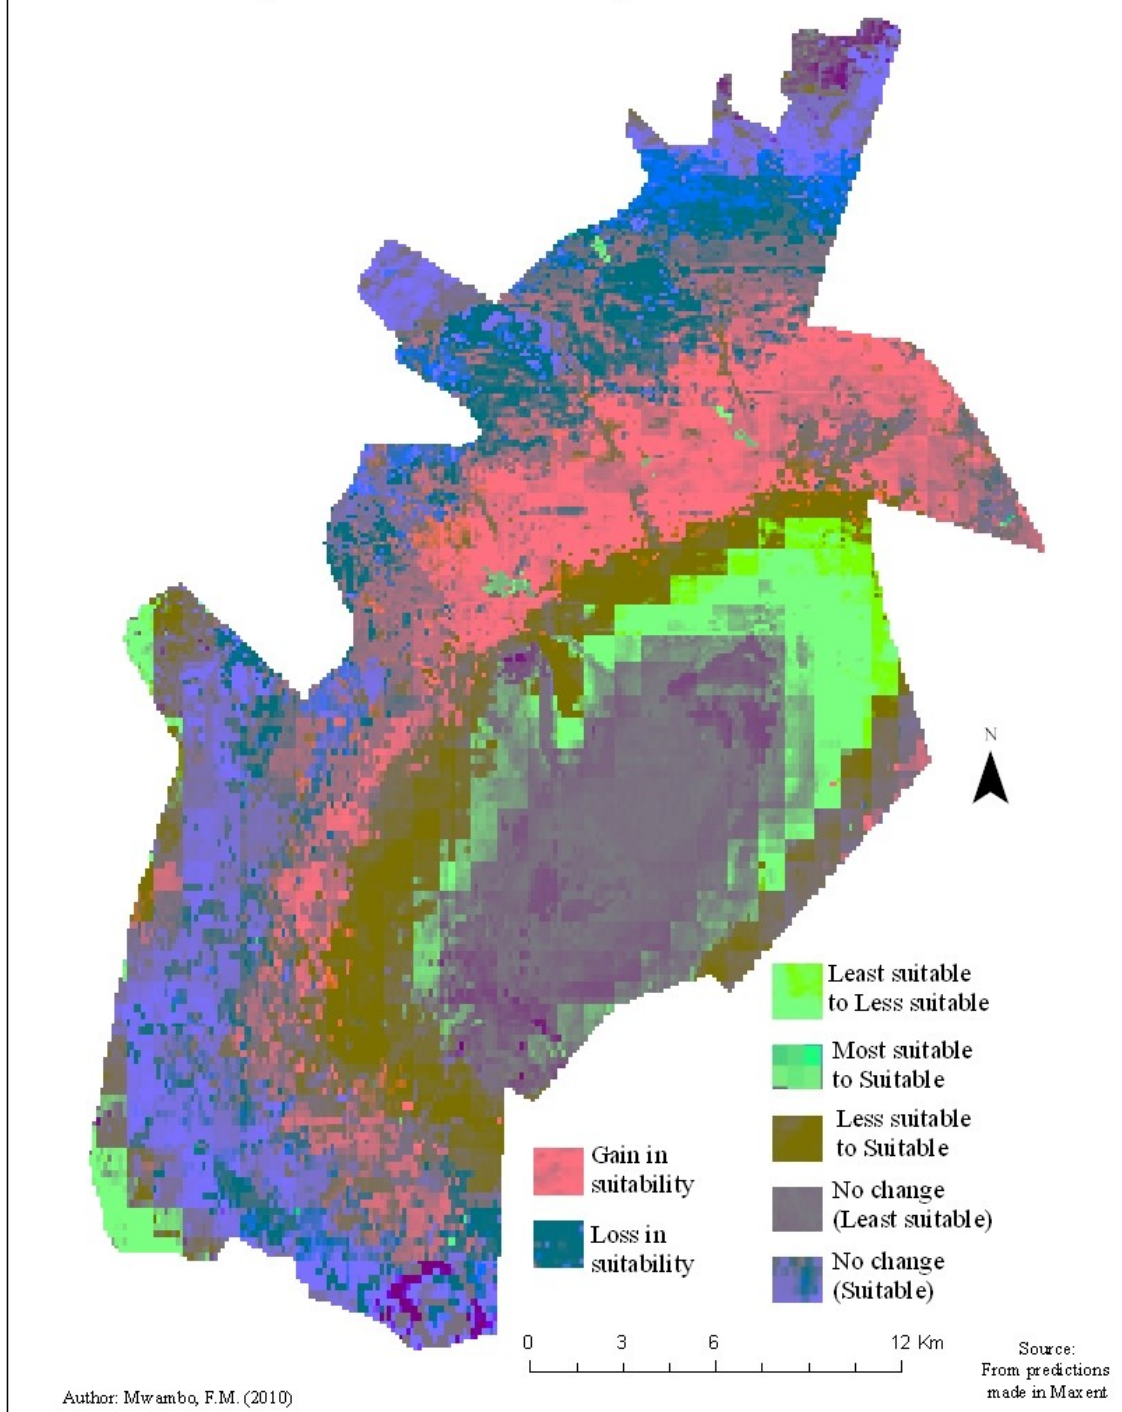 N
Least suitable
to Less suitable
Most suitable
to Suitable
Less suitable
to Suitable
No change
(Least suitable)
No change
(Suitable)
Gain in
suitability
Loss in
suitability
0 3 6 12 Km
Source:
From predictions
made in Maxent
Author: Mwambo, F.M. (2010)